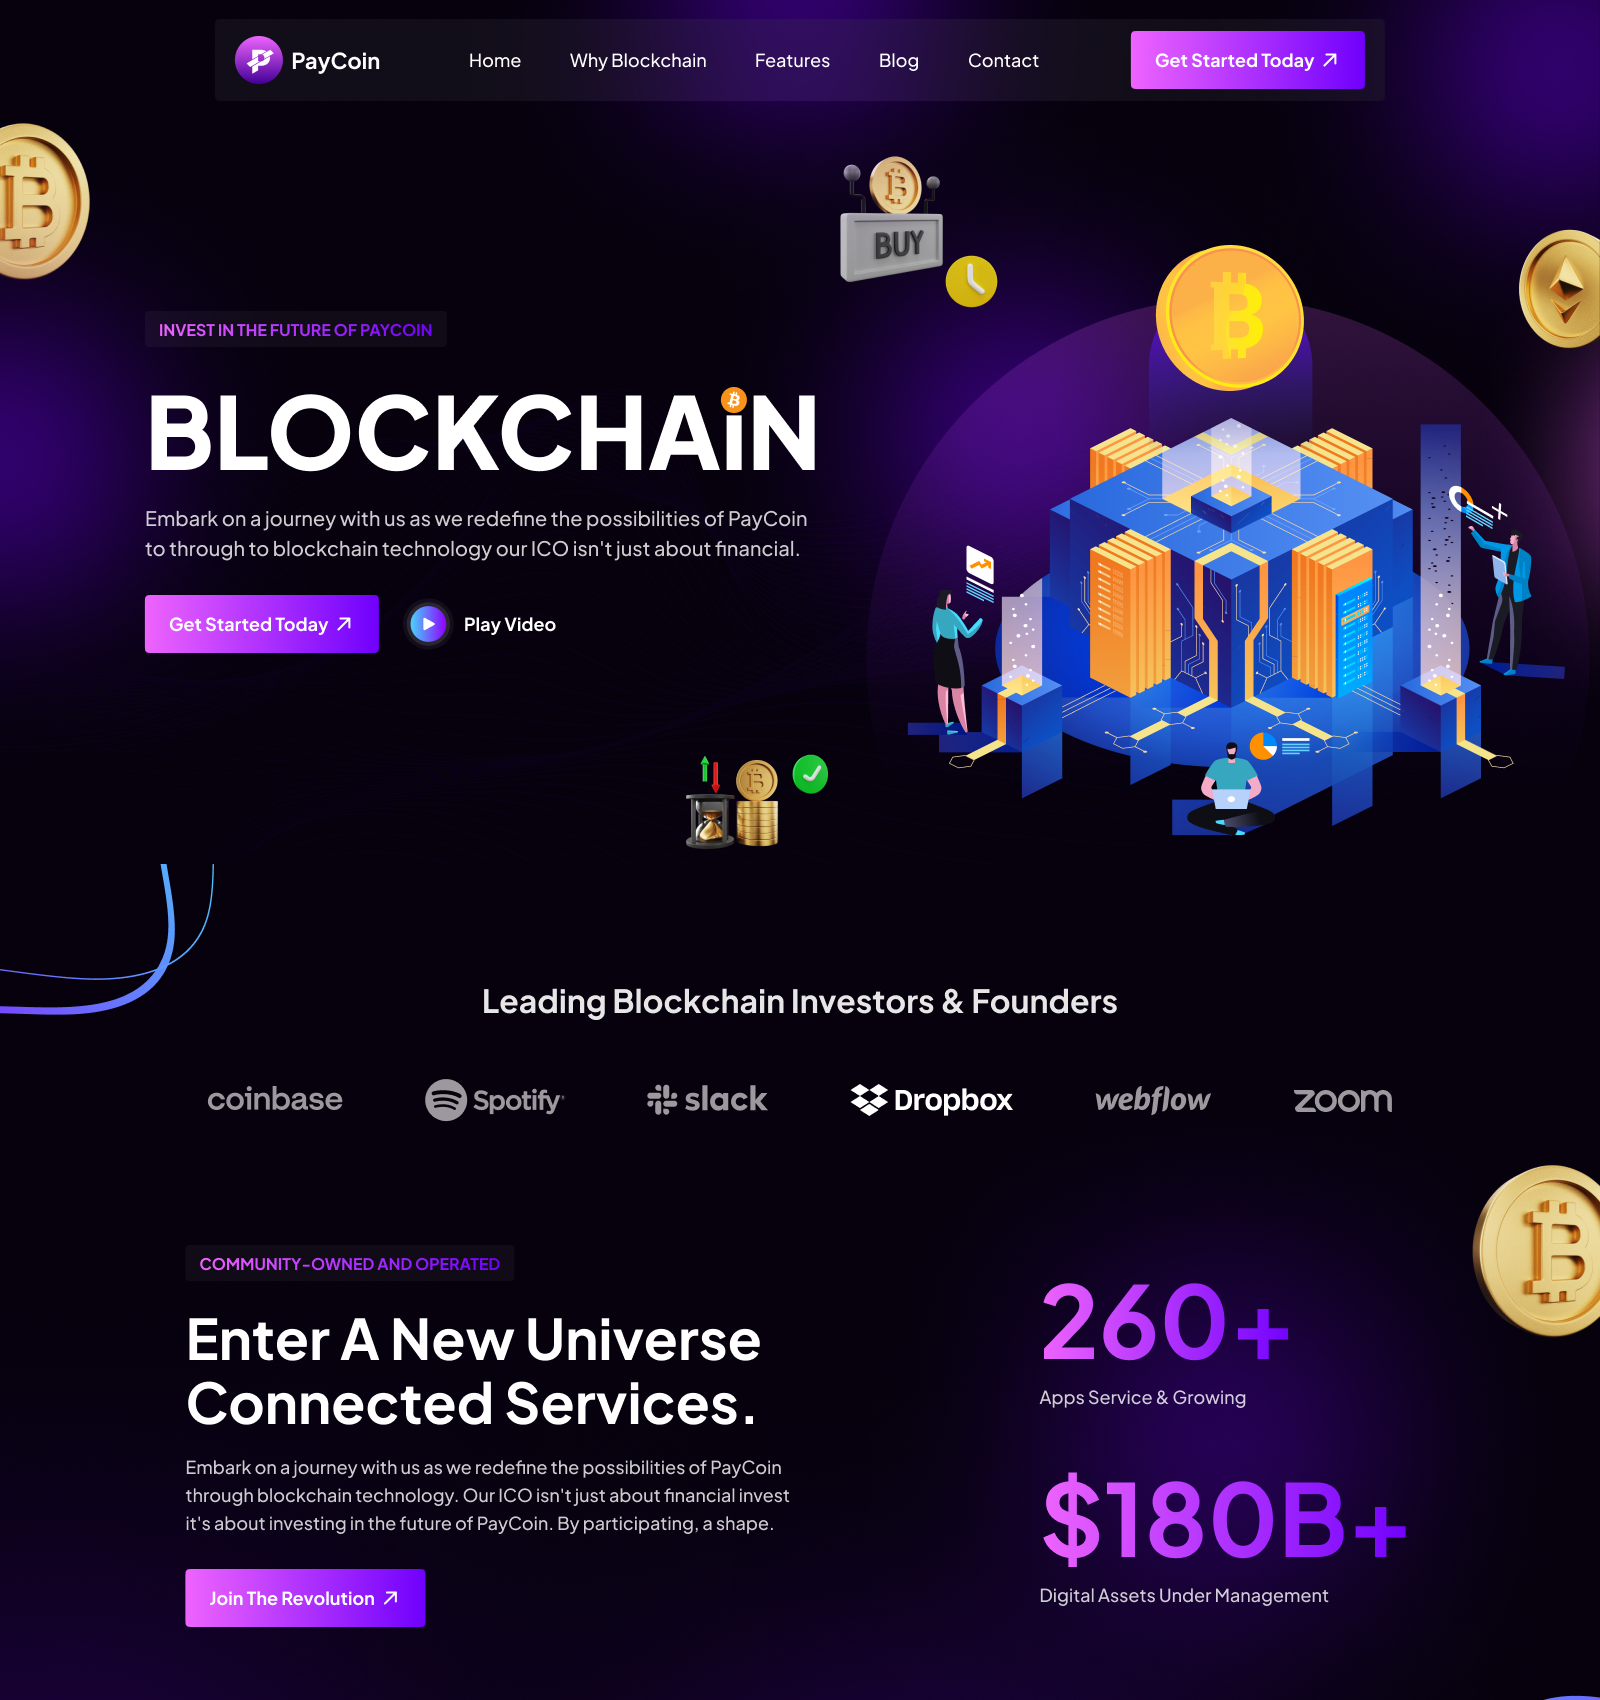 PayCoin
Home
Why Blockchain
Features
Blog
Contact
Get Started Today
BUY
INVEST IN THE FUTURE OF PAYCOIN
BLOCKCHAiN
Embark on a journey with us as we redefine the possibilities of PayCoin
to through to blockchain technology our ICO isn't just about financial.
Get Started Today
Play Video
Leading Blockchain Investors & Founders
coinbase
Spotify
slack
Dropbox
webflow
zoom
COMMUNITY-OWNED AND OPERATED
Enter A New Universe
Connected Services.
Embark on a journey with us as we redefine the possibilities of PayCoin
through blockchain technology. Our ICO isn't just about financial invest
it's about investing in the future of PayCoin. By participating, a shape.
Join The Revolution
260+
Apps Service & Growing
$180B+
Digital Assets Under Management